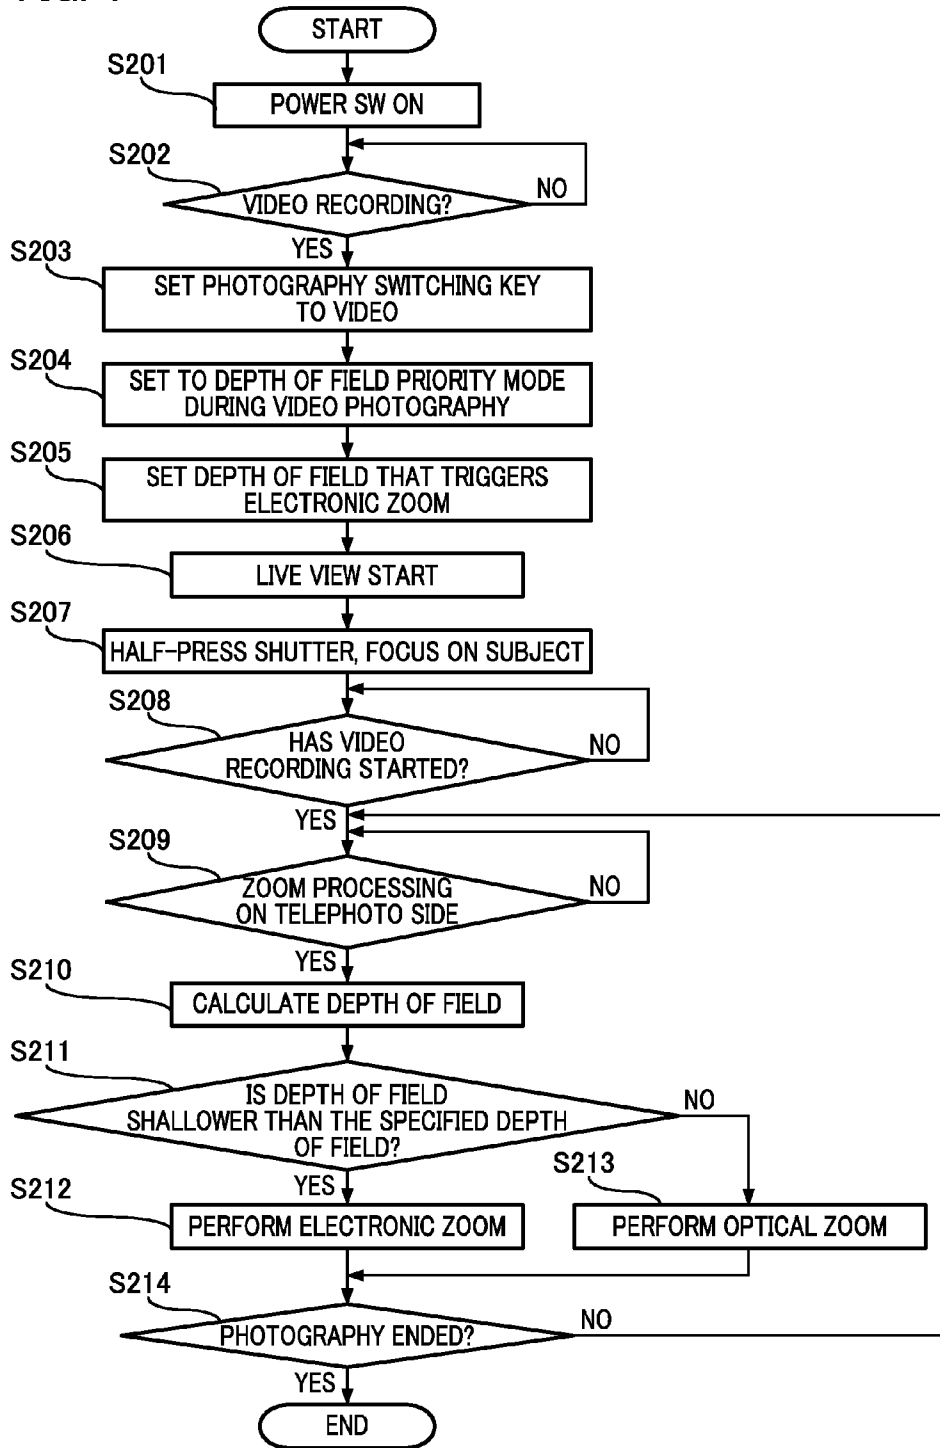 START
S201
POWER SW ON
S202
VIDEO RECORDING?
NO
YES
S203
SET PHOTOGRAPHY SWITCHING KEY
TO VIDEO
S204
SET TO DEPTH OF FIELD PRIORITY MODE
DURING VIDEO PHOTOGRAPHY
S205
SET DEPTH OF FIELD THAT TRIGGERS
ELECTRONIC ZOOM
S206
LIVE VIEW START
S207
HALF-PRESS SHUTTER, FOCUS ON SUBJECT
S208
HAS VIDEO
RECORDING STARTED?
NO
YES
S209
ZOOM PROCESSING
ON TELEPHOTO SIDE
NO
YES
S210
CALCULATE DEPTH OF FIELD
S211
IS DEPTH OF FIELD
SHALLOWER THAN THE SPECIFIED DEPTH
OF FIELD?
NO
YES
S212
PERFORM ELECTRONIC ZOOM
S213
PERFORM OPTICAL ZOOM
S214
PHOTOGRAPHY ENDED?
NO
YES
END